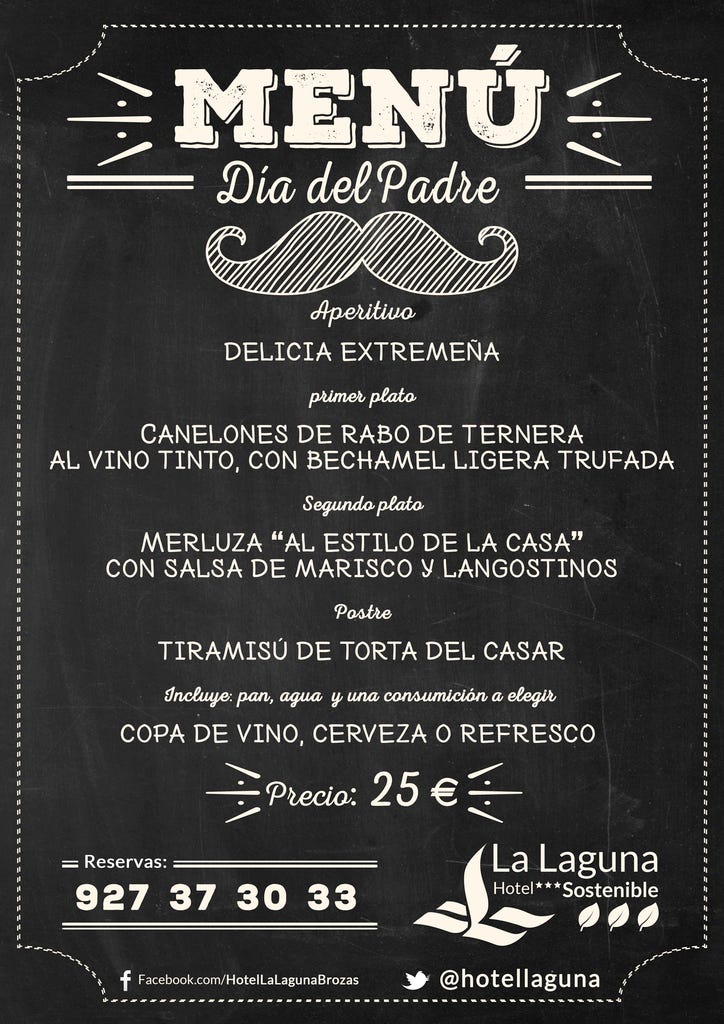 MENÚ
Día del Padre
Aperitivo
DELICIA EXTREMEÑA
primer plato
CANELONES DE RABO DE TERNERA
AL VINO TINTO, CON BECHAMEL LIGERA TRUFADA
Segundo plato
MERLUZA “AL ESTILO DE LA CASA”
CON SALSA DE MARISCO Y LANGOSTINOS
Postre
TIRAMISÚ DE TORTA DEL CASAR
Incluye: pan, agua y una consumición a elegir
COPA DE VINO, CERVEZA O REFRESCO
Precio: 25 €
Reservas:
927 37 30 33
La Laguna
Hotel★★★Sostenible
Facebook.com/HotelLaLagunaBrozas
@hotellaguna